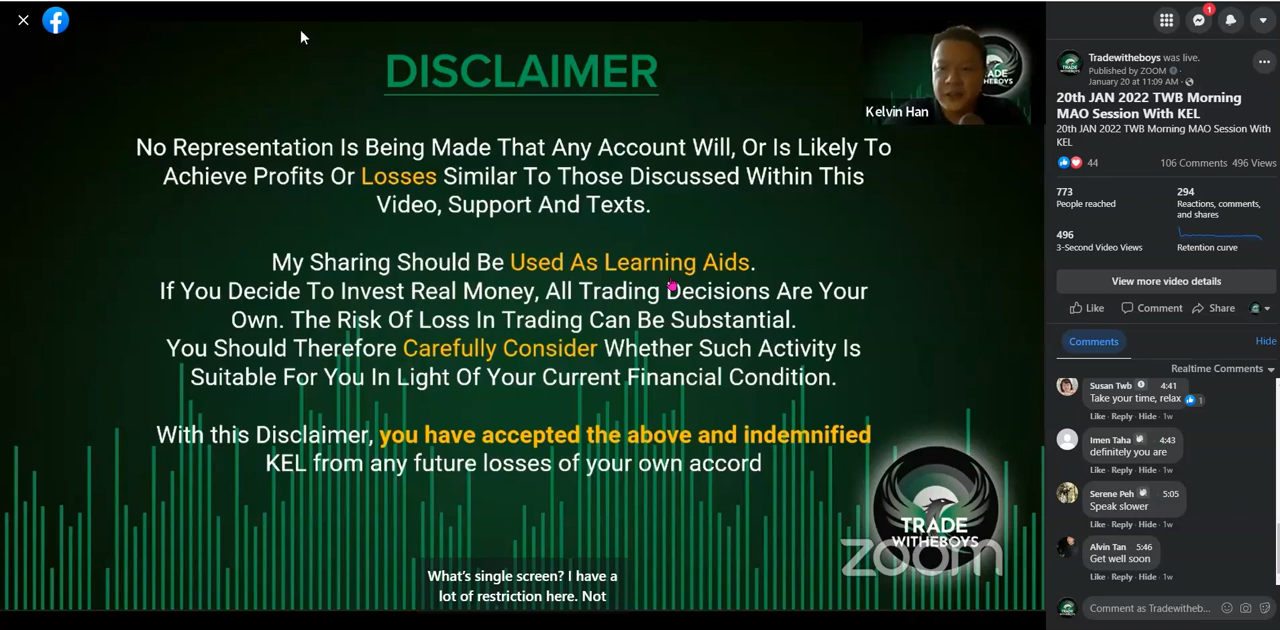 DISCLAIMER
No Representation Is Being Made That Any Account Will, Or Is Likely To
Achieve Profits Or Losses Similar To Those Discussed Within This
Video, Support And Texts.
My Sharing Should Be Used As Learning Aids.
If You Decide To Invest Real Money, All Trading Decisions Are Your
Own. The Risk Of Loss In Trading Can Be Substantial.
You Should Therefore Carefully Consider Whether Such Activity Is
Suitable For You In Light Of Your Current Financial Condition.
With this Disclaimer, you have accepted the above and indemnified
KEL from any future losses of your own accord
Kelvin Han
TRADE
WITHEBOYS
zoom
What's single screen? I have a
lot of restriction here. Not
1
Tradewitheboys was live.
Published by ZOOM
January 20 at 11:09 AM
20th JAN 2022 TWB Morning
MAO Session With KEL
20th JAN 2022 TWB Morning MAO Session With
KEL
44
106 Comments 496 Views
773
People reached
294
Reactions, comments,
and shares
496
3-Second Video Views
Retention curve
View more video details
Like Comment Share
Comments
Hide
Realtime Comments
Susan Twb 4:41
Take your time, relax
1
Like · Reply · Hide · 1w
Imen Taha 4:43
definitely you are
Like · Reply · Hide · 1w
Serene Peh 5:05
Speak slower
Like · Reply · Hide · 1w
Alvin Tan 5:46
Get well soon
Like · Reply · Hide · 1w
Comment as Tradewitheb...